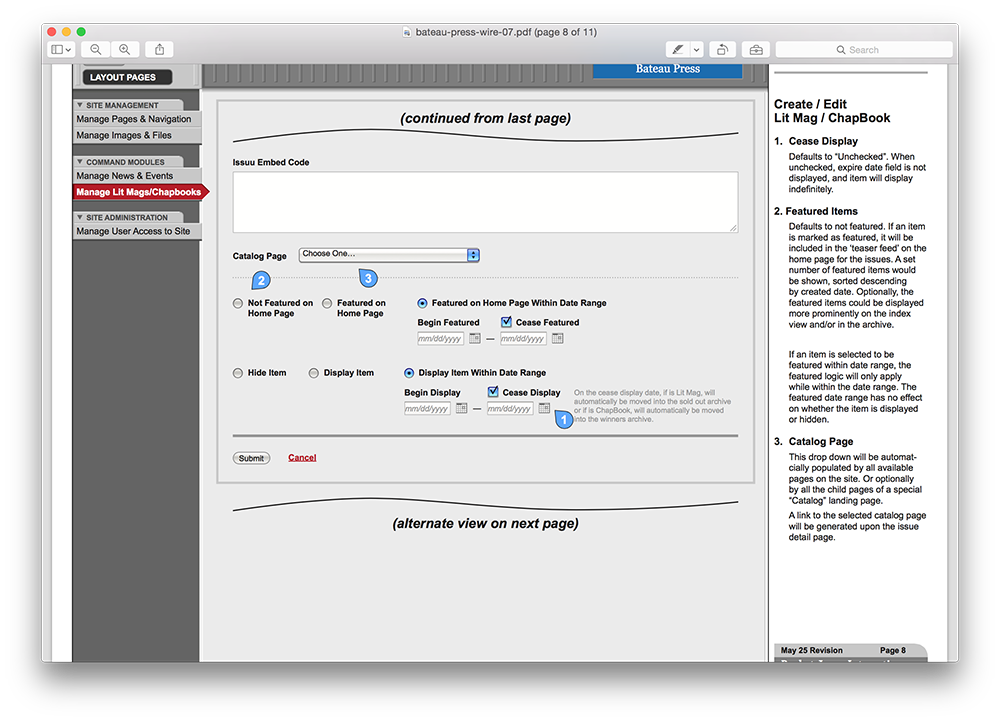 bateau-press-wire-07.pdf (page 8 of 11)
Search
LAYOUT PAGES
Bateau Press
▼ SITE MANAGEMENT
Manage Pages & Navigation
Manage Images & Files
▼ COMMAND MODULES
Manage News & Events
Manage Lit Mags/Chapbooks
▼ SITE ADMINISTRATION
Manage User Access to Site
(continued from last page)
Issuu Embed Code
Catalog Page
Choose One...
2
3
Not Featured on
Home Page
Featured on
Home Page
Featured on Home Page Within Date Range
Begin Featured
Cease Featured
mm/dd/yyyy — mm/dd/yyyy
Hide Item
Display Item
Display Item Within Date Range
Begin Display
Cease Display
mm/dd/yyyy — mm/dd/yyyy
1
On the cease display date, if is Lit Mag, will
automatically be moved into the sold out archive
or if is ChapBook, will automatically be moved
into the winners archive.
Submit
Cancel
(alternate view on next page)
Create / Edit
Lit Mag / ChapBook
1. Cease Display
Defaults to “Unchecked”. When
unchecked, expire date field is not
displayed, and item will display
indefinitely.
2. Featured Items
Defaults to not featured. If an item
is marked as featured, it will be
included in the ‘teaser feed’ on the
home page for the issues. A set
number of featured items would
be shown, sorted descending
by created date. Optionally, the
featured items could be displayed
more prominently on the index
view and/or in the archive.
If an item is selected to be
featured within date range, the
featured logic will only apply
while within the date range. The
featured date range has no effect
on whether the item is displayed
or hidden.
3. Catalog Page
This drop down will be automat-
cially populated by all available
pages on the site. Or optionally
by all the child pages of a special
“Catalog” landing page.
A link to the selected catalog page
will be generated upon the issue
detail page.
May 25 Revision
Page 8